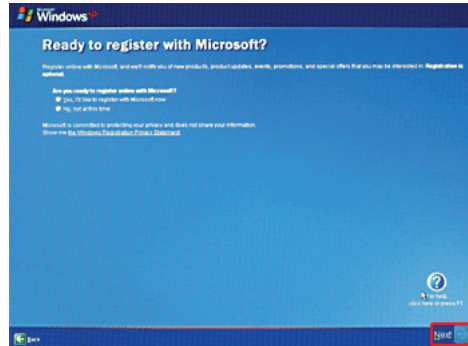 Microsoft
Windows xp
Ready to register with Microsoft?
Register online with Microsoft, and we'll notify you of new products, product updates, events, promotions, and special offers that you may be interested in. Registration is
optional.
Are you ready to register online with Microsoft?
Yes, I'd like to register with Microsoft now
No, not at this time
Microsoft is committed to protecting your privacy and does not share your information.
Show me the Windows Registration Privacy Statement.
?
For help,
click here or press F1
Back
Next